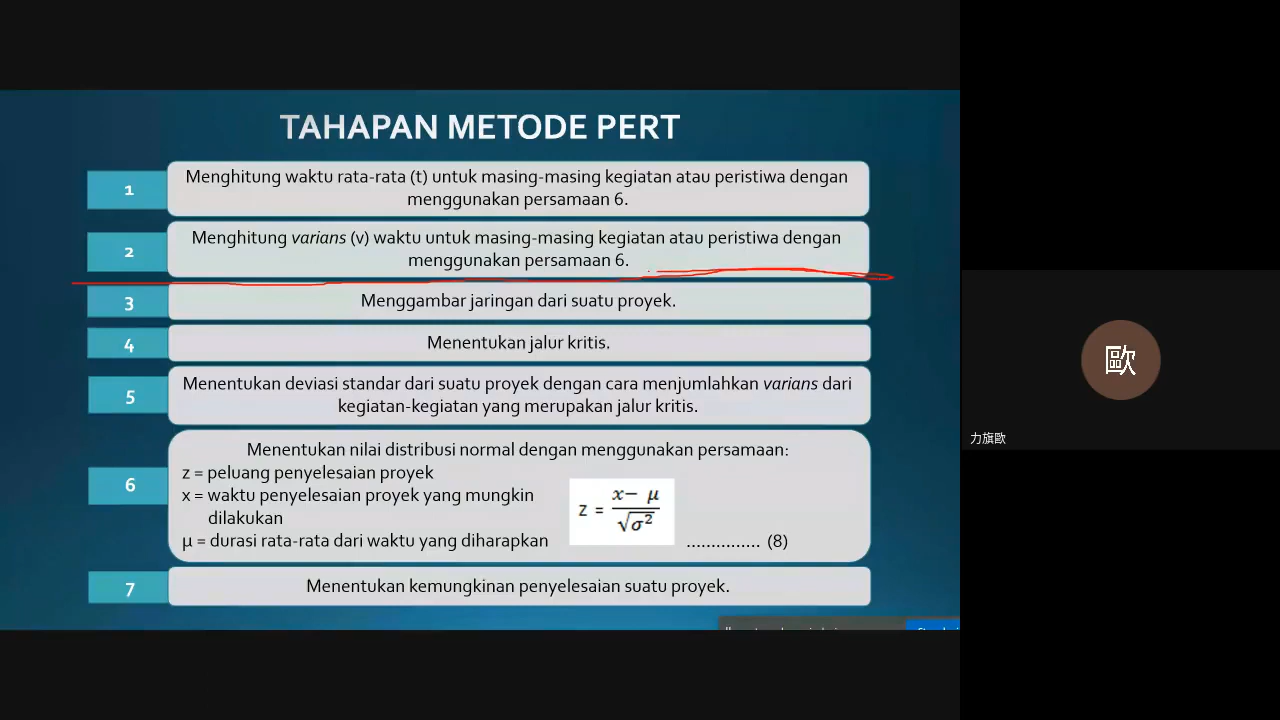 TAHAPAN METODE PERT
1
Menghitung waktu rata-rata (t) untuk masing-masing kegiatan atau peristiwa dengan
menggunakan persamaan 6.
2
Menghitung varians (v) waktu untuk masing-masing kegiatan atau peristiwa dengan
menggunakan persamaan 6.
3
Menggambar jaringan dari suatu proyek.
4
Menentukan jalur kritis.
5
Menentukan deviasi standar dari suatu proyek dengan cara menjumlahkan varians dari
kegiatan-kegiatan yang merupakan jalur kritis.
6
Menentukan nilai distribusi normal dengan menggunakan persamaan:
z = peluang penyelesaian proyek
x = waktu penyelesaian proyek yang mungkin
dilakukan
μ = durasi rata-rata dari waktu yang diharapkan
z = (x − μ) / √σ²
............... (8)
7
Menentukan kemungkinan penyelesaian suatu proyek.
歐
力旗歐